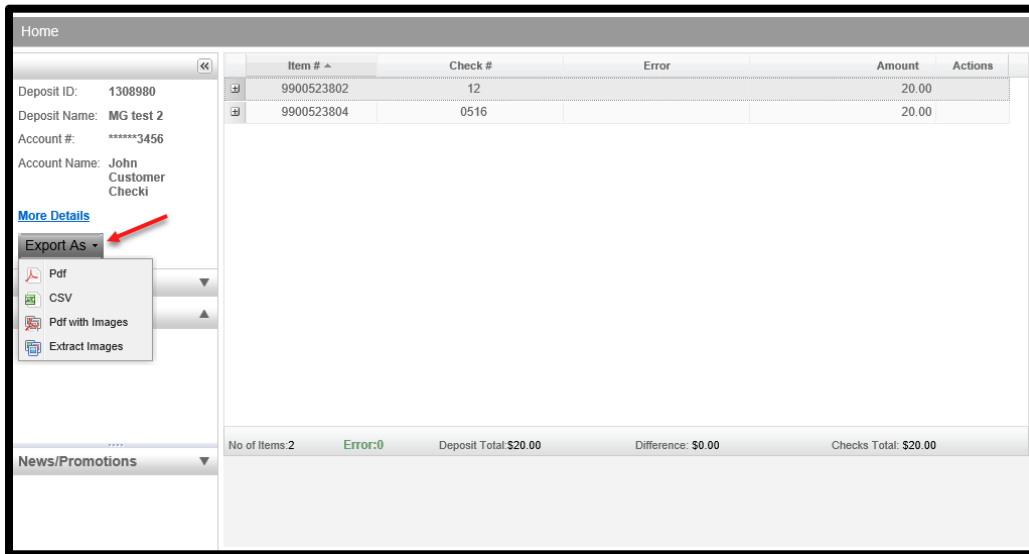 Home
Item # Check # Error Amount Actions
Deposit ID: 1308980
Deposit Name: MG test 2
Account #: ******3456
Account Name: John
Customer
Checki
More Details
Export As
Pdf
CSV
Pdf with Images
Extract Images
News/Promotions
9900523802 12 20.00
9900523804 0516 20.00
No of Items:2 Error:0 Deposit Total:$20.00 Difference: $0.00 Checks Total: $20.00